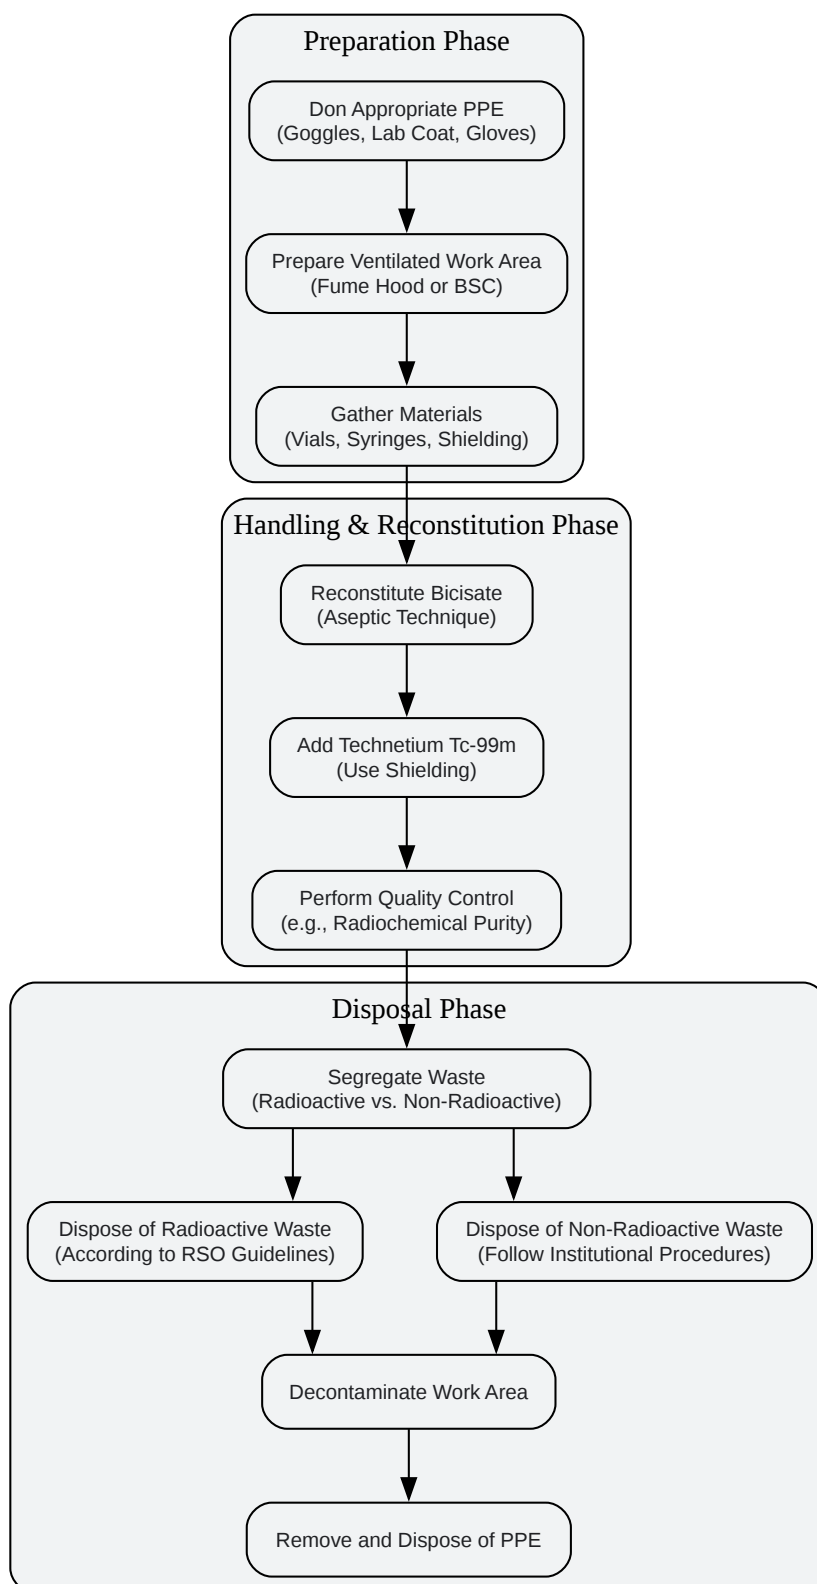 Preparation Phase
Don Appropriate PPE
(Goggles, Lab Coat, Gloves)
Prepare Ventilated Work Area
(Fume Hood or BSC)
Gather Materials
(Vials, Syringes, Shielding)
Handling & Reconstitution Phase
Reconstitute Bicisate
(Aseptic Technique)
Add Technetium Tc-99m
(Use Shielding)
Perform Quality Control
(e.g., Radiochemical Purity)
Disposal Phase
Segregate Waste
(Radioactive vs. Non-Radioactive)
Dispose of Radioactive Waste
(According to RSO Guidelines)
Dispose of Non-Radioactive Waste
(Follow Institutional Procedures)
Decontaminate Work Area
Remove and Dispose of PPE